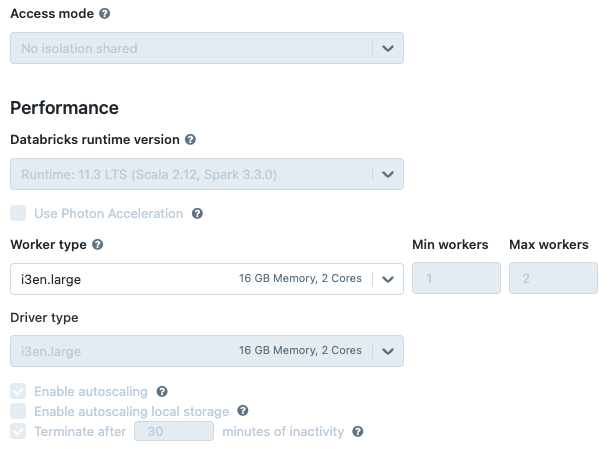 Access mode
No isolation shared
Performance
Databricks runtime version
Runtime: 11.3 LTS (Scala 2.12, Spark 3.3.0)
Use Photon Acceleration
Worker type Min workers Max workers
i3en.large 16 GB Memory, 2 Cores 1 2
Driver type
i3en.large 16 GB Memory, 2 Cores
Enable autoscaling
Enable autoscaling local storage
Terminate after 30 minutes of inactivity